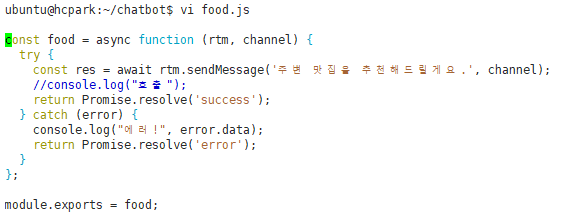 ubuntu@hcpark:~/chatbot$ vi food.js
const food = async function (rtm, channel) {
  try {
    const res = await rtm.sendMessage('주변 맛집을 추천해드릴게요.', channel);
    //console.log("호출");
    return Promise.resolve('success');
  } catch (error) {
    console.log("에러!", error.data);
    return Promise.resolve('error');
  }
};
module.exports = food;